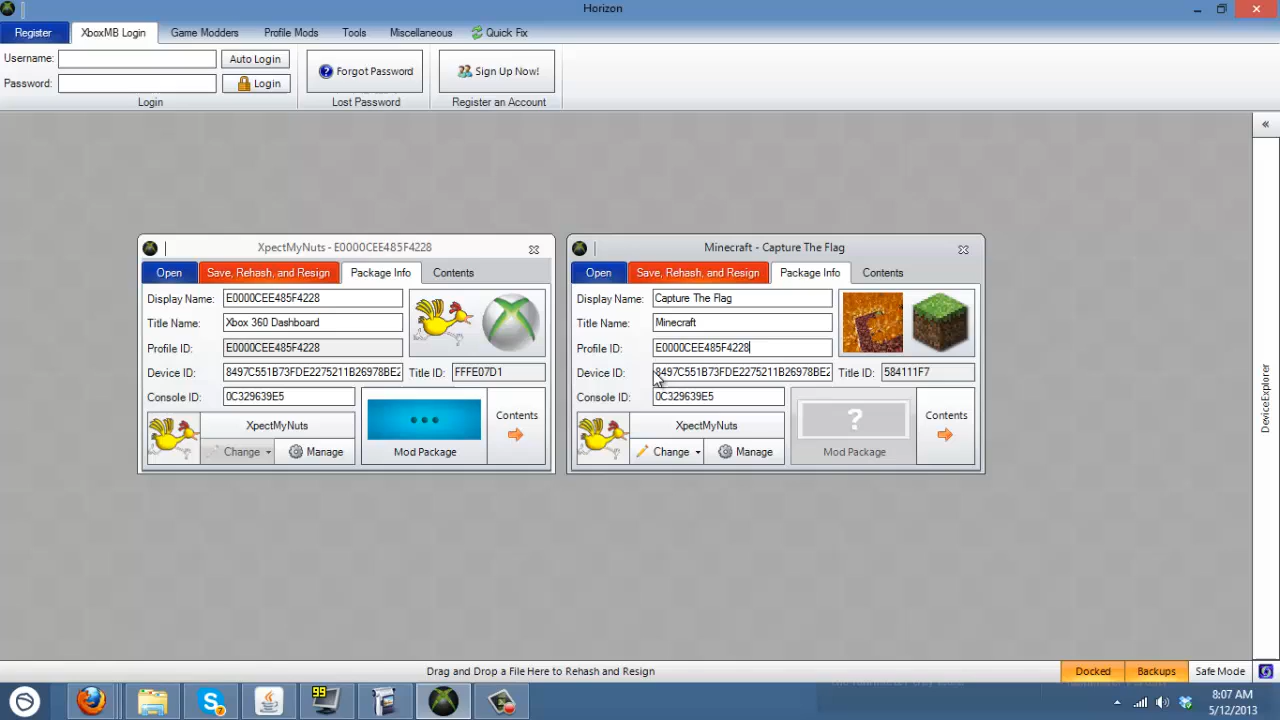 Horizon
Register XboxMB Login Game Modders Profile Mods Tools Miscellaneous Quick Fix
Username: Auto Login
Password: Login
Forgot Password Sign Up Now!
Login Lost Password Register an Account
«
XpectMyNuts - E0000CEE485F4228
Open Save, Rehash, and Resign Package Info Contents
Display Name: E0000CEE485F4228
Title Name: Xbox 360 Dashboard
Profile ID: E0000CEE485F4228
Device ID: 8497C551B73FDE2275211B26978BE2 Title ID: FFFE07D1
Console ID: 0C329639E5
XpectMyNuts
Change Manage
Mod Package
Contents
Minecraft - Capture The Flag
Open Save, Rehash, and Resign Package Info Contents
Display Name: Capture The Flag
Title Name: Minecraft
Profile ID: E0000CEE485F4228
Device ID: 8497C551B73FDE2275211B26978BE2 Title ID: 584111F7
Console ID: 0C329639E5
XpectMyNuts
Change Manage
?
Mod Package
Contents
DeviceExplorer
Drag and Drop a File Here to Rehash and Resign
Docked Backups Safe Mode
99
2
8:07 AM
5/12/2013